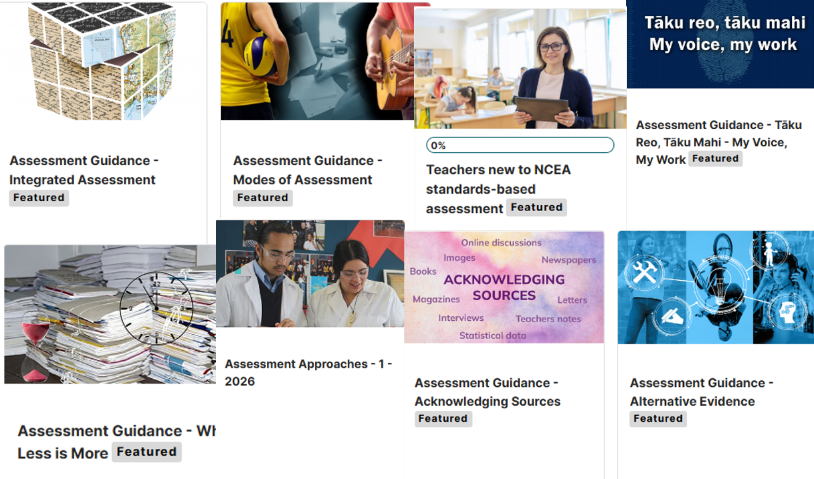 Assessment Guidance -
Integrated Assessment
Featured
Assessment Guidance -
Modes of Assessment
Featured
0%
Teachers new to NCEA
standards-based
assessment Featured
Tāku reo, tāku mahi
My voice, my work
Assessment Guidance - Tāku
Reo, Tāku Mahi - My Voice,
My Work Featured
Assessment Guidance - Wh
Less is More Featured
Assessment Approaches - 1 -
2026
Online discussions
Images
Newspapers
Books
ACKNOWLEDGING
SOURCES
Magazines
Letters
Interviews
Teachers notes
Statistical data
Assessment Guidance -
Acknowledging Sources
Featured
Assessment Guidance -
Alternative Evidence
Featured